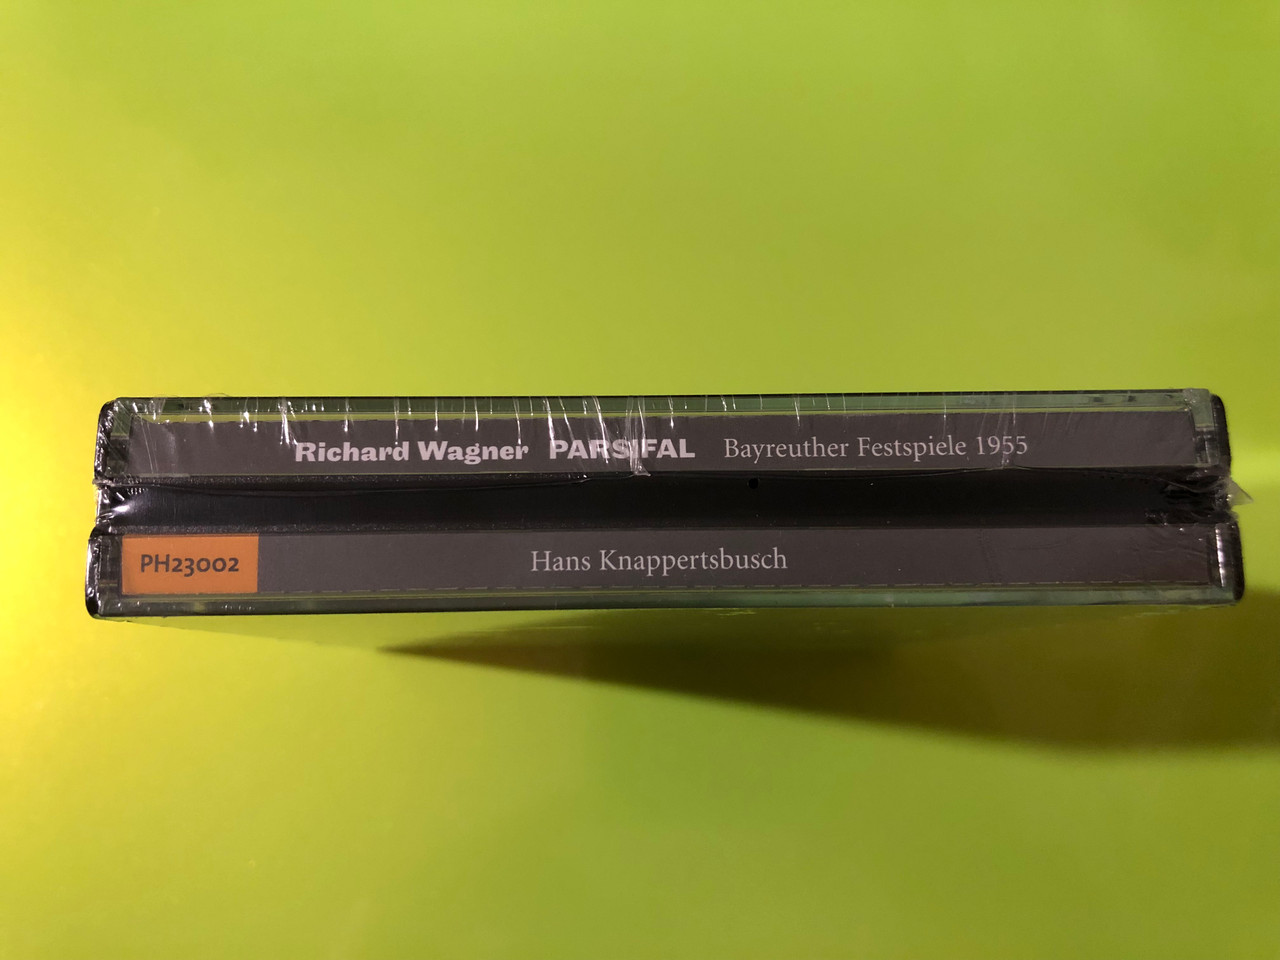 Richard Wagner PARSIFAL Bayreuther Festspiele 1955
PH23002 Hans Knappertsbusch